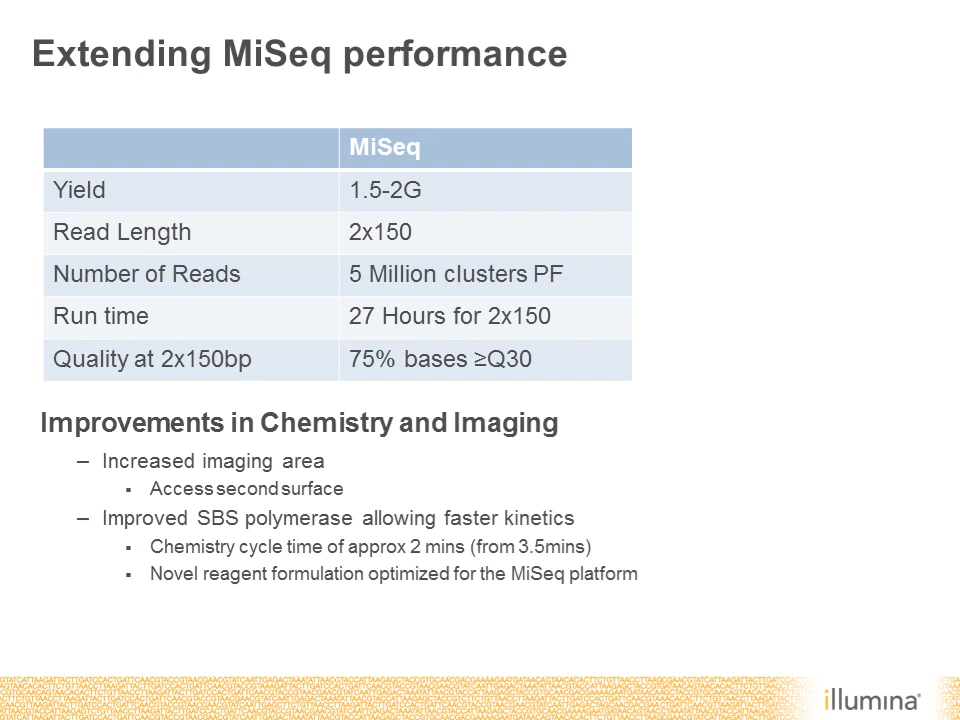 Extending MiSeq performance
MiSeq
Yield 1.5-2G
Read Length 2x150
Number of Reads 5 Million clusters PF
Run time 27 Hours for 2x150
Quality at 2x150bp 75% bases ≥Q30
Improvements in Chemistry and Imaging
– Increased imaging area
▪ Access second surface
– Improved SBS polymerase allowing faster kinetics
▪ Chemistry cycle time of approx 2 mins (from 3.5mins)
▪ Novel reagent formulation optimized for the MiSeq platform
illumina®